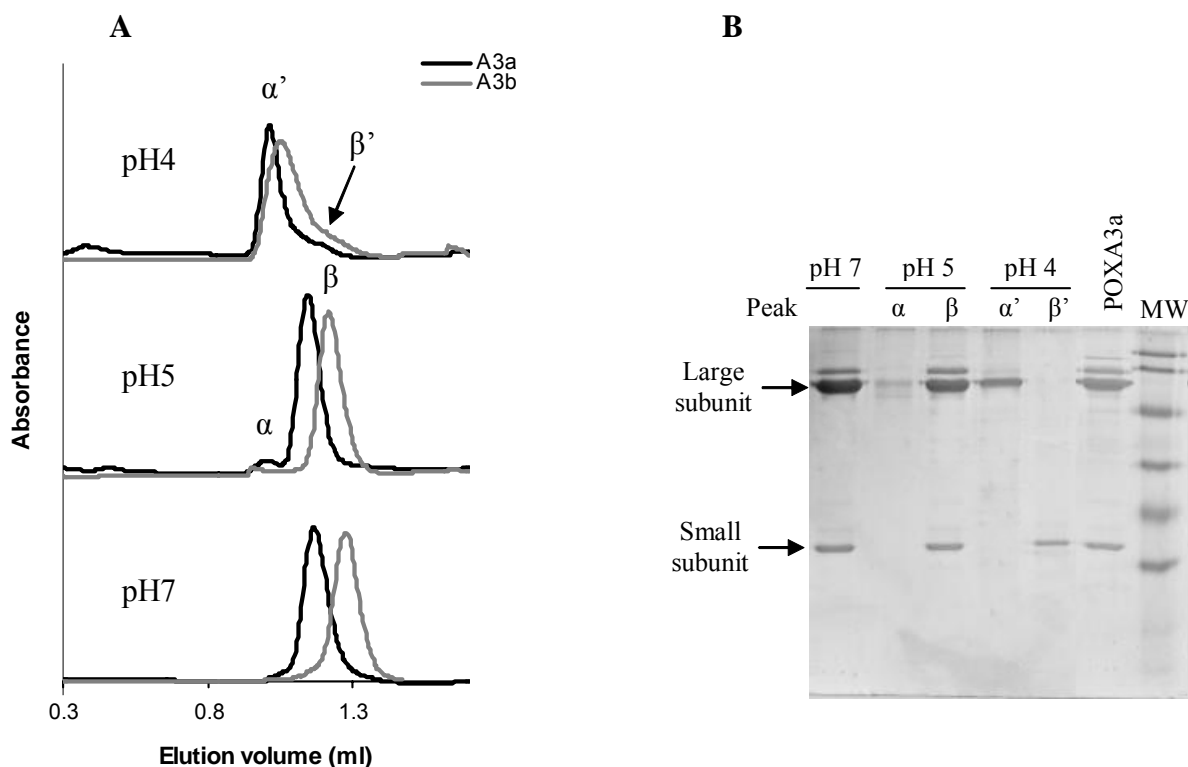 A
A3a
A3b
α’
β’
pH4
β
α
pH5
pH7
Absorbance
0.3 0.8 1.3
Elution volume (ml)
B
pH 7 pH 5 pH 4 POXA3a
Peak α β α’ β’ MW
Large
subunit
Small
subunit